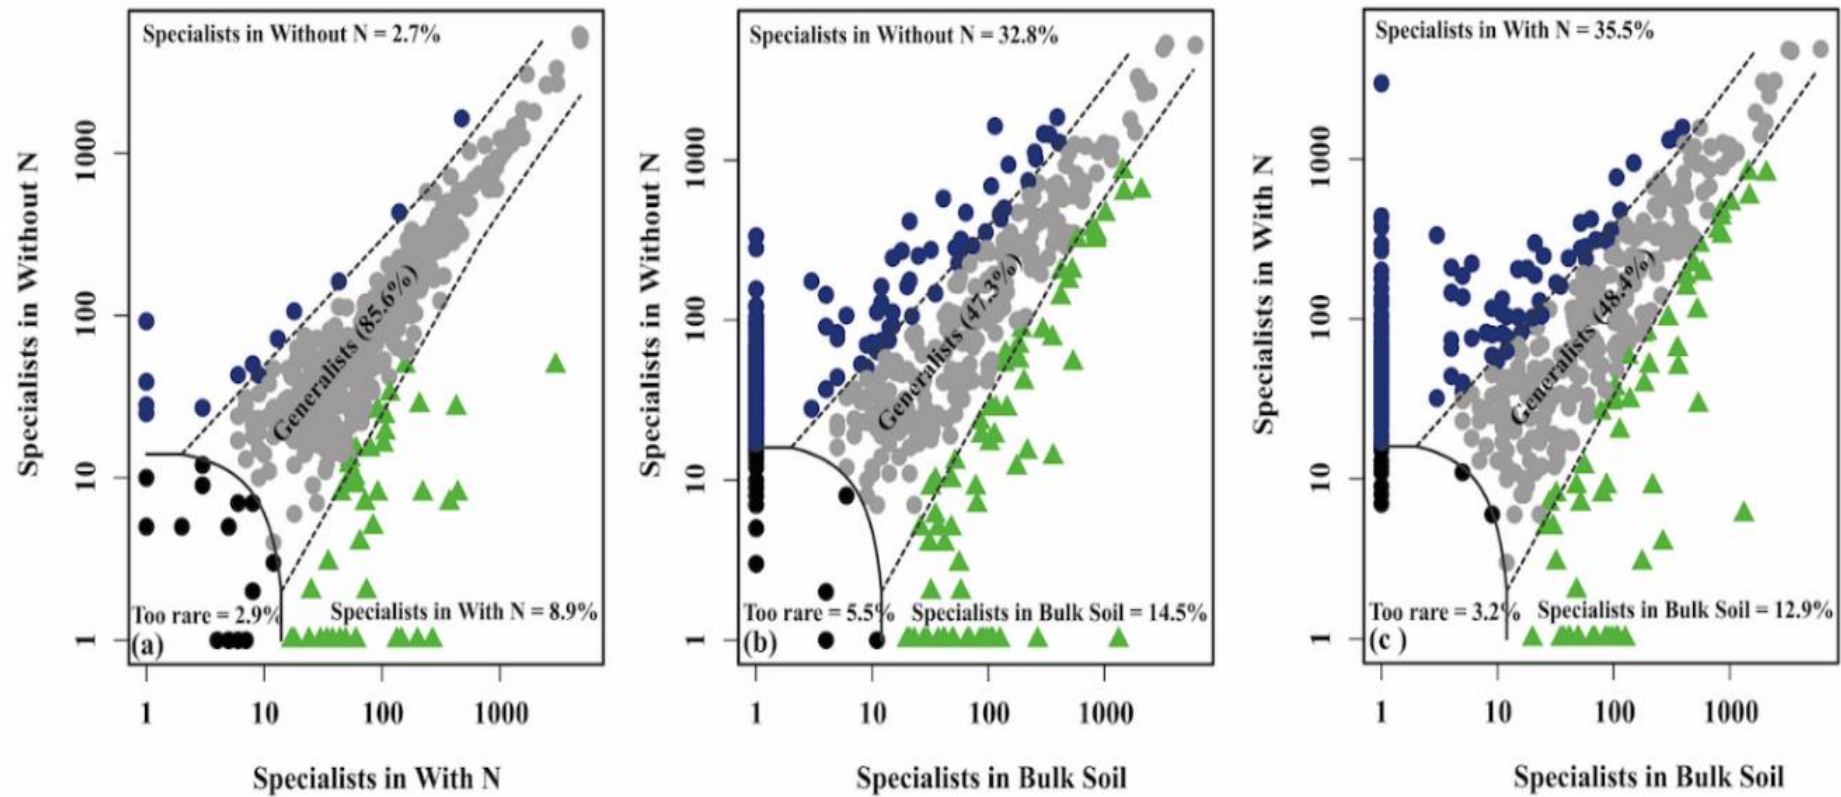 Specialists in Without N = 2.7%
Specialists in Without N
1000
100
10
1
Generalists (85.6%)
Too rare = 2.9%
Specialists in With N = 8.9%
(a)
1 10 100 1000
Specialists in With N
Specialists in Without N = 32.8%
Specialists in Without N
1000
100
10
1
Generalists (47.3%)
Too rare = 5.5%
Specialists in Bulk Soil = 14.5%
(b)
1 10 100 1000
Specialists in Bulk Soil
Specialists in With N = 35.5%
Specialists in With N
1000
100
10
1
Generalists (48.4%)
Too rare = 3.2%
Specialists in Bulk Soil = 12.9%
(c )
1 10 100 1000
Specialists in Bulk Soil